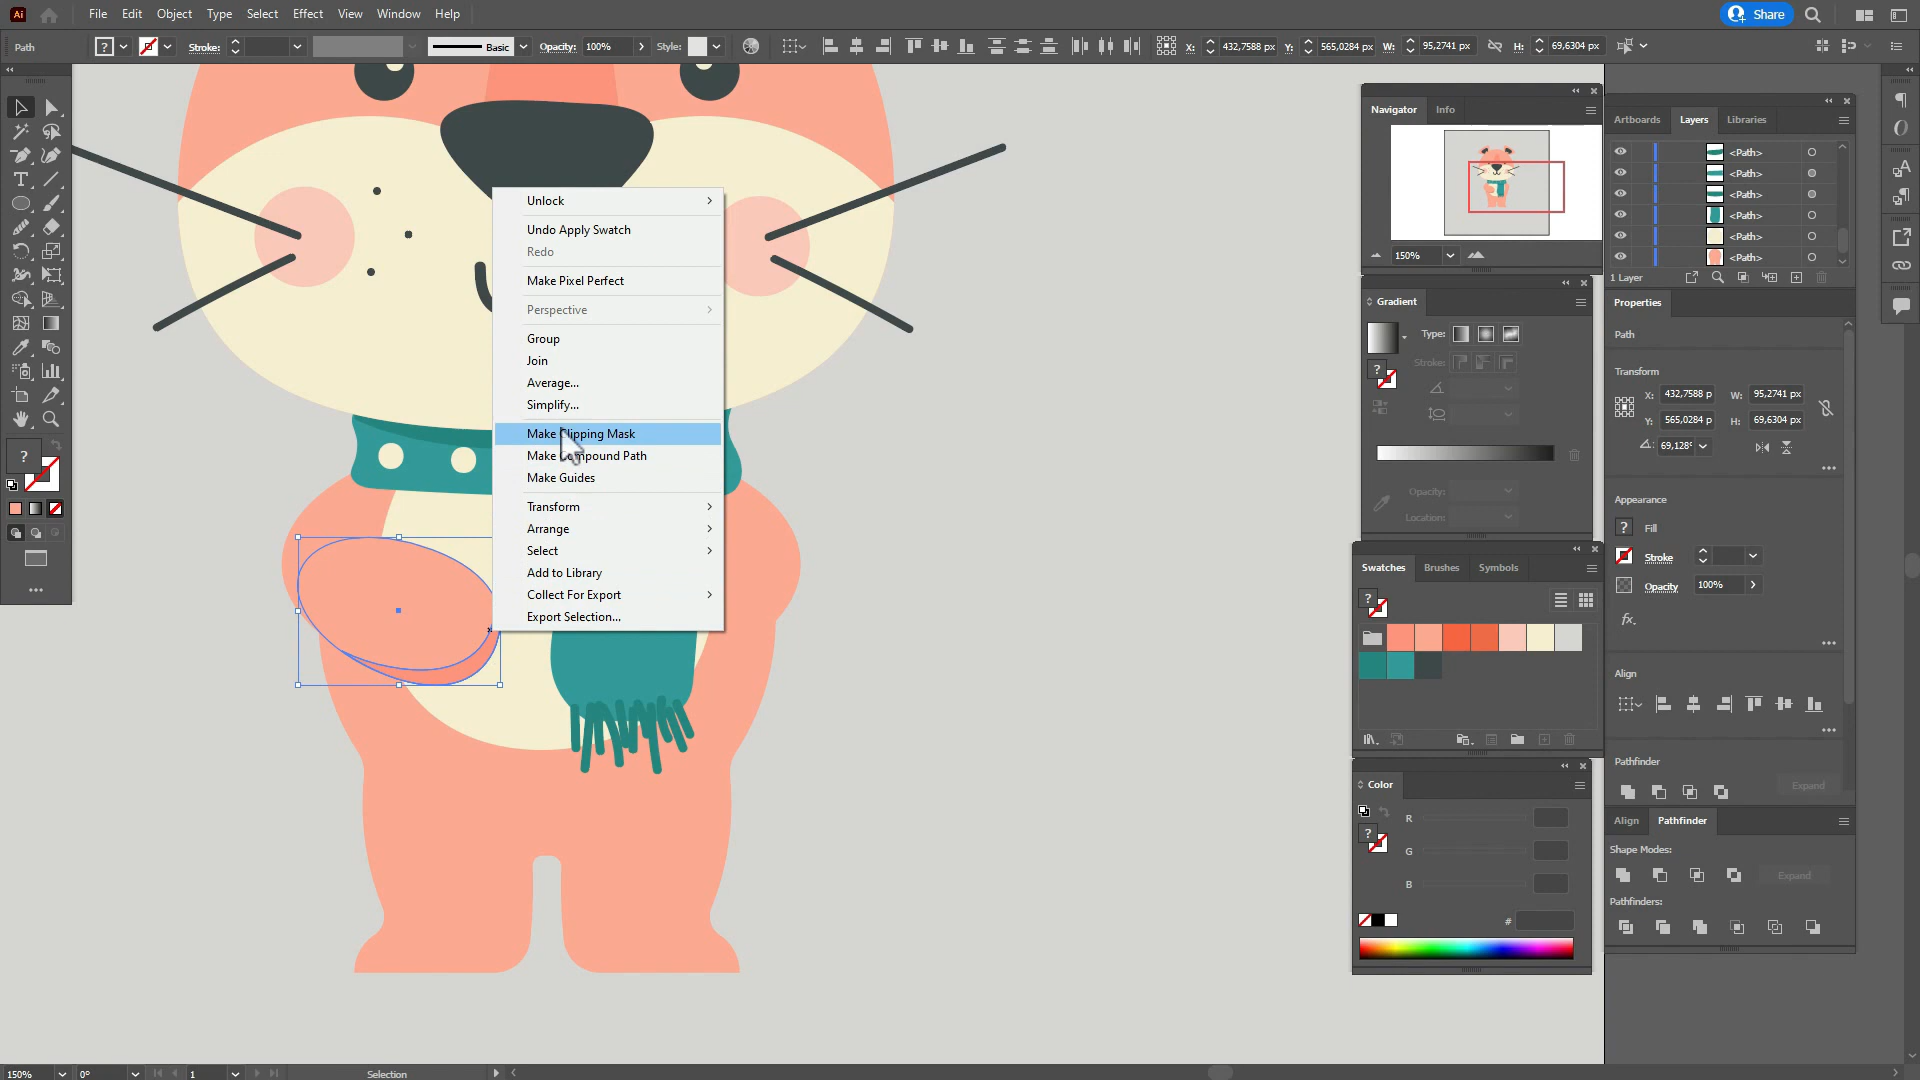 Ai File Edit Object Type Select Effect View Window Help Share
Path ? Stroke: Basic Opacity: 100% Style: X: 432,7588 px Y: 565,0284 px W: 95,2741 px H: 69,6304 px
Navigator Info
150%
Artboards Layers Libraries
<Path>
<Path>
<Path>
<Path>
<Path>
<Path>
1 Layer
Unlock
Undo Apply Swatch
Redo
Make Pixel Perfect
Perspective
Group
Join
Average...
Simplify...
Make Clipping Mask
Make Compound Path
Make Guides
Transform
Arrange
Select
Add to Library
Collect For Export
Export Selection...
Gradient
Type:
Stroke:
?
Opacity:
Location:
Swatches Brushes Symbols
?
Color
?
R
G
B
#
Properties
Path
Transform
X: 432,7588 p W: 95,2741 px
Y: 565,0284 p H: 69,6304 px
69,128°
Appearance
? Fill
Stroke
Opacity 100%
fx
Align
Pathfinder
Expand
Align Pathfinder
Shape Modes:
Expand
Pathfinders:
?
150% 0° 1 Selection